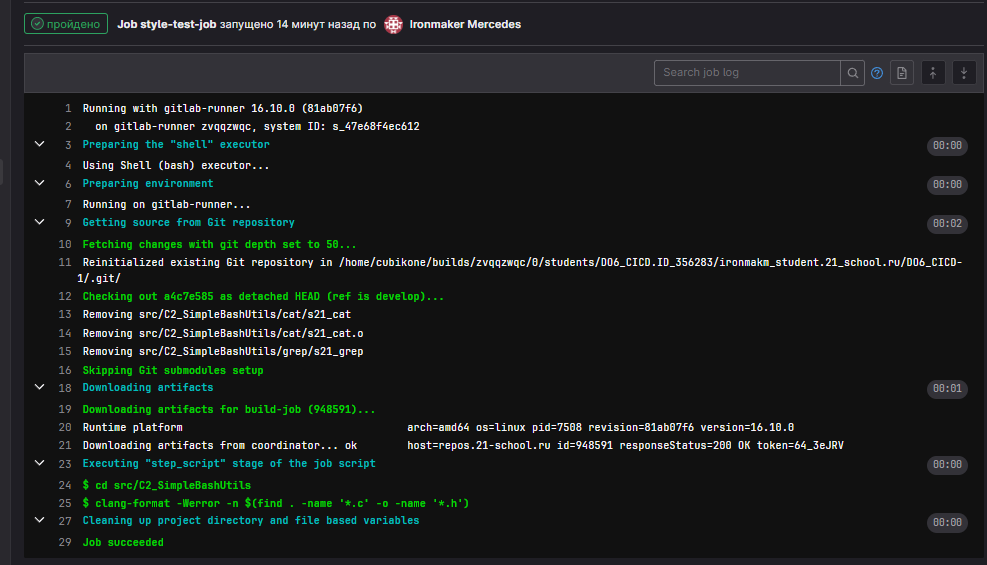 пройдено Job style-test-job запущено 14 минут назад по Ironmaker Mercedes
Search job log
1 Running with gitlab-runner 16.10.0 (81ab07f6)
2 on gitlab-runner zvqqzwqc, system ID: s_47e68f4ec612
3 Preparing the "shell" executor 00:00
4 Using Shell (bash) executor...
6 Preparing environment 00:00
7 Running on gitlab-runner...
9 Getting source from Git repository 00:02
10 Fetching changes with git depth set to 50...
11 Reinitialized existing Git repository in /home/cubikone/builds/zvqqzwqc/0/students/DO6_CICD.ID_356283/ironmakm_student.21_school.ru/DO6_CICD-
1/.git/
12 Checking out a4c7e585 as detached HEAD (ref is develop)...
13 Removing src/C2_SimpleBashUtils/cat/s21_cat
14 Removing src/C2_SimpleBashUtils/cat/s21_cat.o
15 Removing src/C2_SimpleBashUtils/grep/s21_grep
16 Skipping Git submodules setup
18 Downloading artifacts 00:01
19 Downloading artifacts for build-job (948591)...
20 Runtime platform arch=amd64 os=linux pid=7508 revision=81ab07f6 version=16.10.0
21 Downloading artifacts from coordinator... ok host=repos.21-school.ru id=948591 responseStatus=200 OK token=64_3eJRV
23 Executing "step_script" stage of the job script 00:00
24 $ cd src/C2_SimpleBashUtils
25 $ clang-format -Werror -n $(find . -name '*.c' -o -name '*.h')
27 Cleaning up project directory and file based variables 00:00
29 Job succeeded